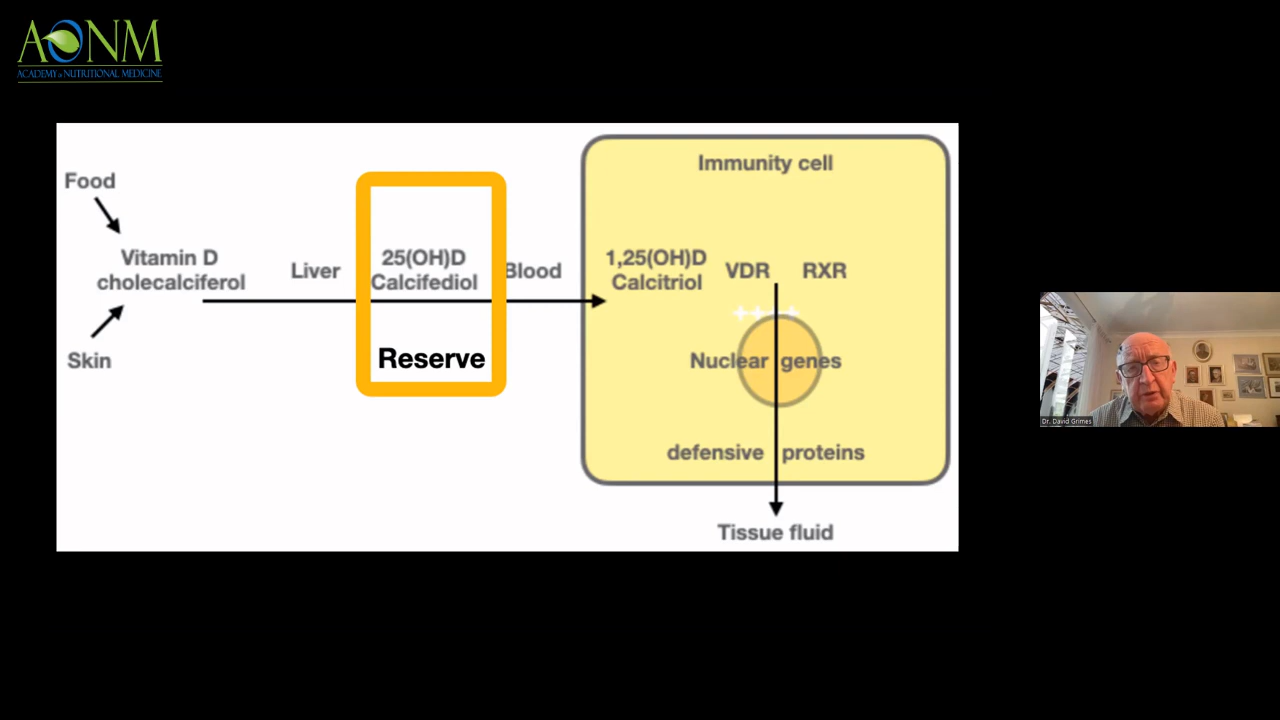 AONM
ACADEMY of NUTRITIONAL MEDICINE
Food
Vitamin D
cholecalciferol
Skin
Liver
25(OH)D
Calcifediol
Reserve
Blood
Immunity cell
1,25(OH)D
Calcitriol
VDR
RXR
Nuclear genes
defensive proteins
Tissue fluid
Dr. David Grimes